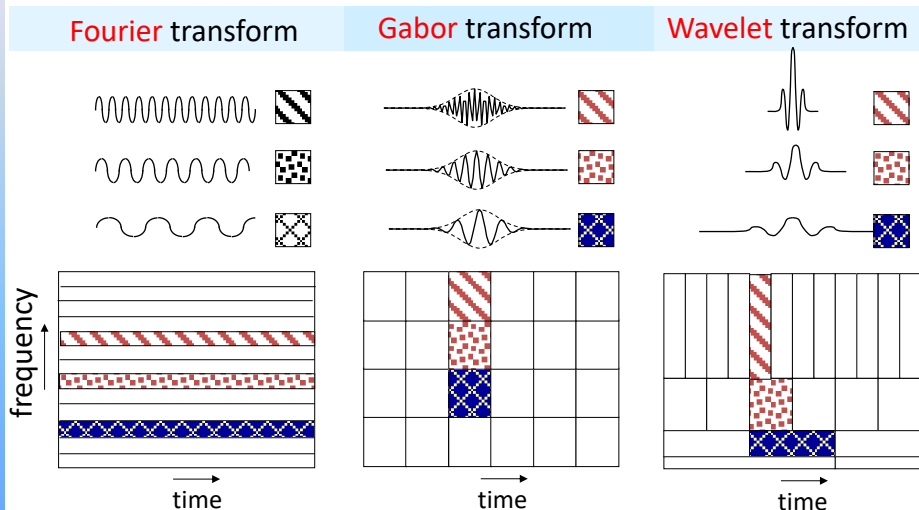 Fourier transform
Gabor transform
Wavelet transform
frequency
time
time
time